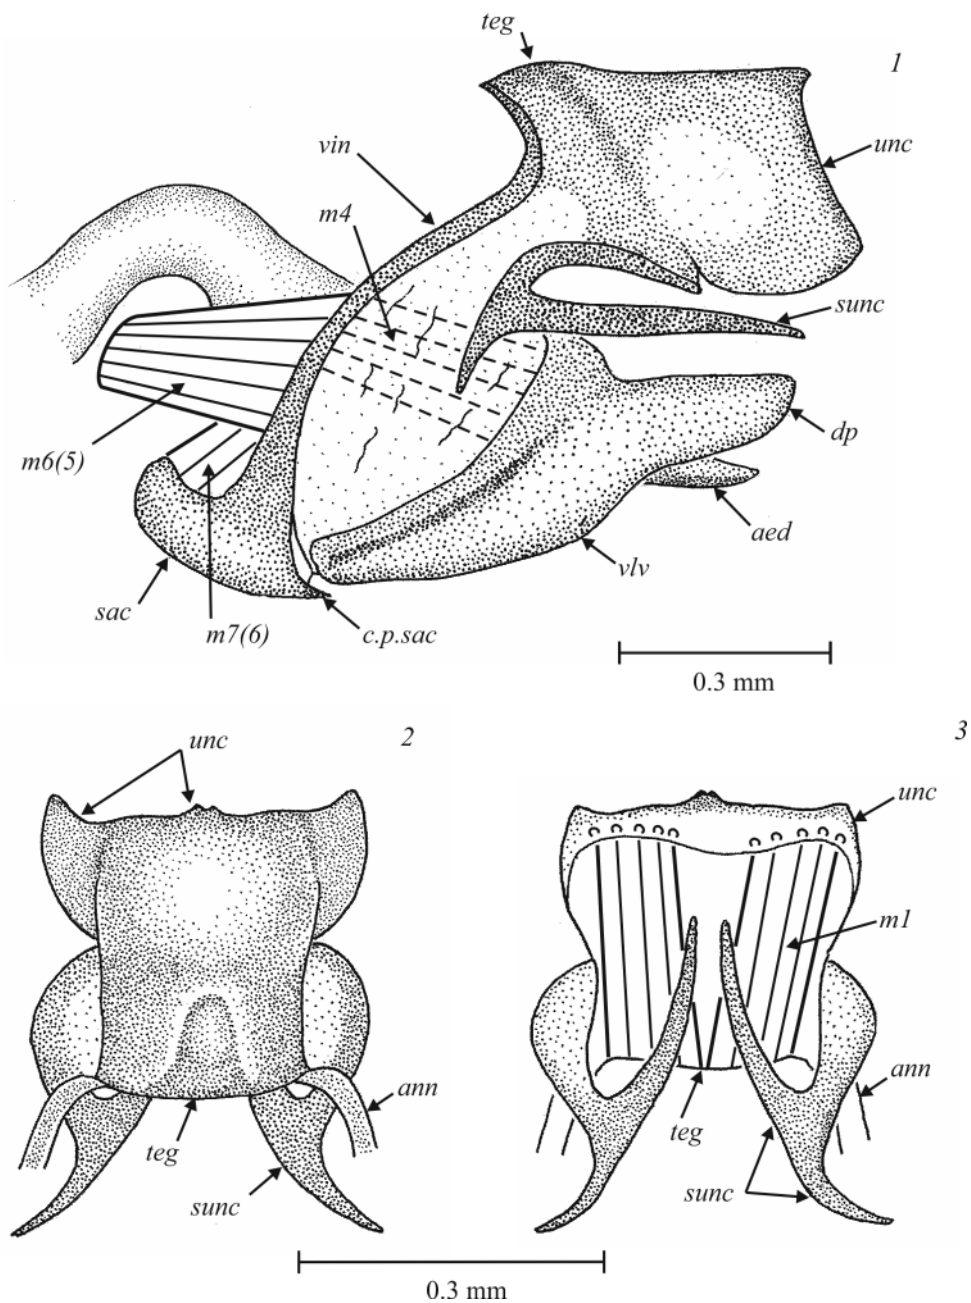 teg
1
vin
unc
m4
sunc
m6(5)
dp
aed
vlv
sac
m7(6)
c.p.sac
0.3 mm
2
unc
ann
teg
sunc
3
unc
m1
ann
teg
sunc
0.3 mm